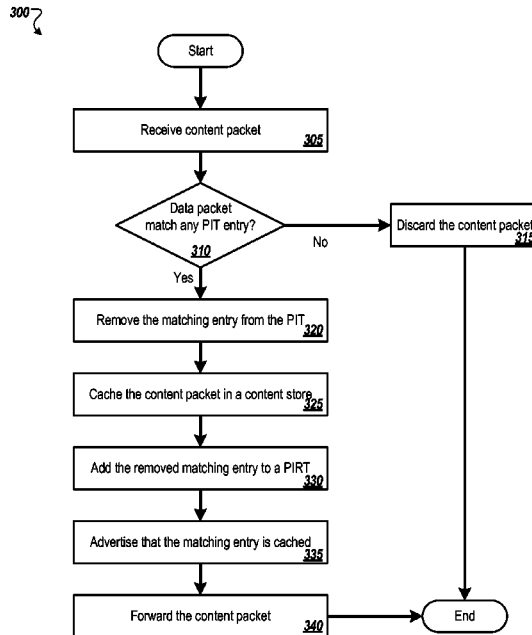 300
Start
Receive content packet
305
Data packet
match any PIT entry?
310
No
Discard the content packet
315
Yes
Remove the matching entry from the PIT
320
Cache the content packet in a content store
325
Add the removed matching entry to a PIRT
330
Advertise that the matching entry is cached
335
Forward the content packet
340
End